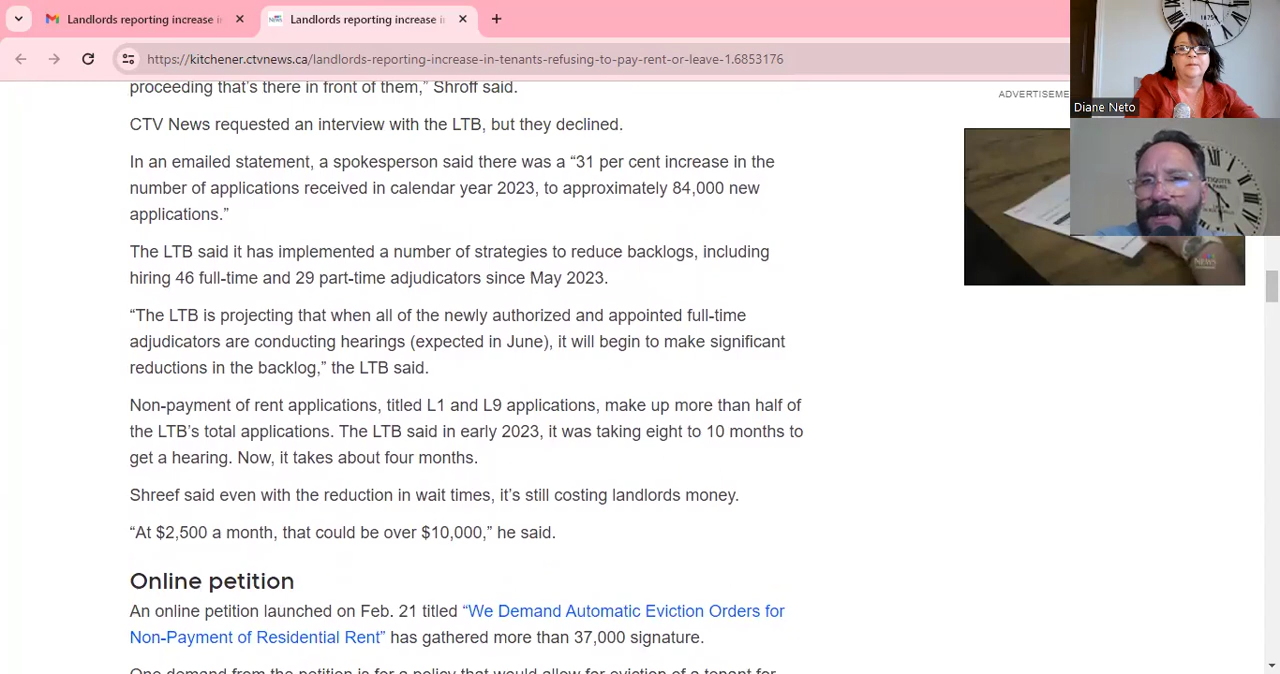 Landlords reporting increase i
Landlords reporting increase i
https://kitchener.ctvnews.ca/landlords-reporting-increase-in-tenants-refusing-to-pay-rent-or-leave-1.6853176
Diane Neto
ADVERTISEME
proceeding that's there in front of them,” Shroff said.
CTV News requested an interview with the LTB, but they declined.
In an emailed statement, a spokesperson said there was a “31 per cent increase in the
number of applications received in calendar year 2023, to approximately 84,000 new
applications.”
The LTB said it has implemented a number of strategies to reduce backlogs, including
hiring 46 full-time and 29 part-time adjudicators since May 2023.
“The LTB is projecting that when all of the newly authorized and appointed full-time
adjudicators are conducting hearings (expected in June), it will begin to make significant
reductions in the backlog,” the LTB said.
Non-payment of rent applications, titled L1 and L9 applications, make up more than half of
the LTB's total applications. The LTB said in early 2023, it was taking eight to 10 months to
get a hearing. Now, it takes about four months.
Shreef said even with the reduction in wait times, it's still costing landlords money.
“At $2,500 a month, that could be over $10,000,” he said.
Online petition
An online petition launched on Feb. 21 titled “We Demand Automatic Eviction Orders for
Non-Payment of Residential Rent” has gathered more than 37,000 signature.
One demand from the petition is for a policy that would allow for eviction of a tenant for
NEWS